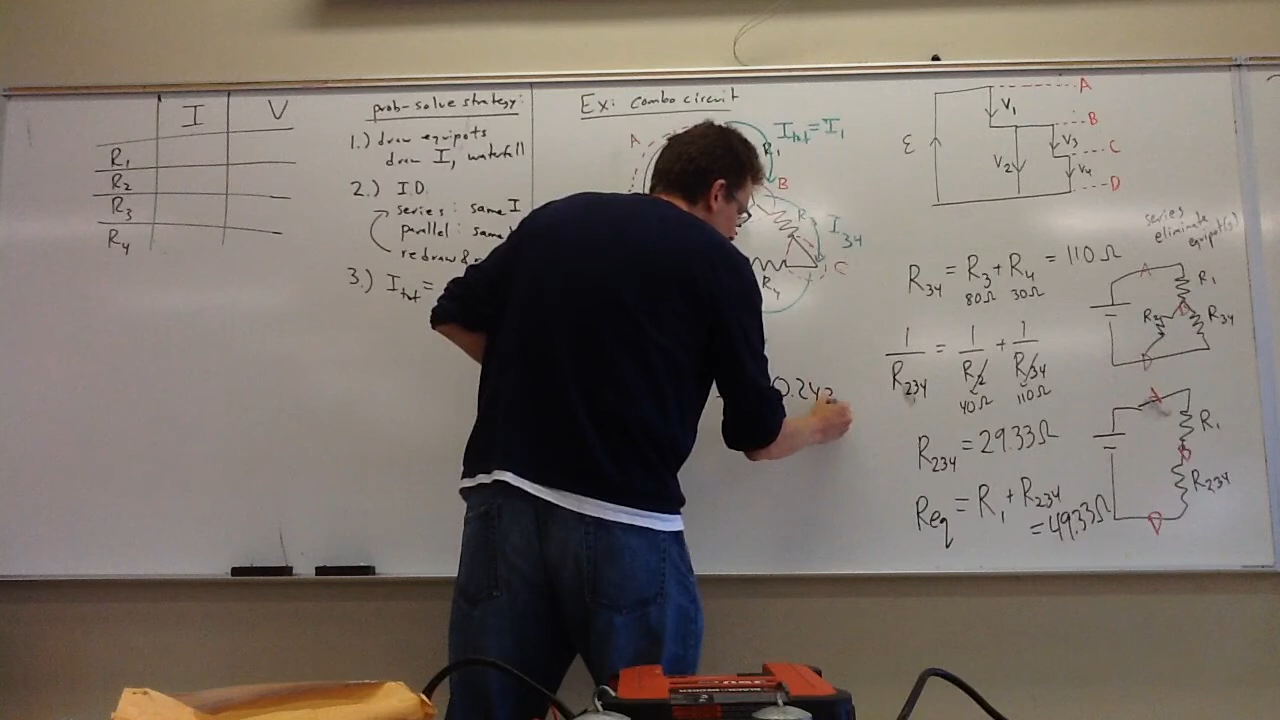 I V
R₁
R₂
R₃
R₄
prob-solve strategy:
1.) draw equipots
draw I, waterfall
2.) I.D.
series: same I
parallel: same
redraw &
3.) I_tot =
Ex: combo circuit
A
I_tot = I₁
R₁
B
I₃₄
C
R₄
0.243
ε V₁ V₂ V₃ V₄
A
B
C
D
series
eliminate
equipot(s)
R₃₄ = R₃ + R₄ = 110Ω
80Ω 30Ω
1/R₂₃₄ = 1/R₂ + 1/R₃₄
40Ω 110Ω
R₂₃₄ = 29.33Ω
Req = R₁ + R₂₃₄
= 49.33Ω
A
R₁
R₂
R₃₄
D
A
R₁
B
R₂₃₄
D